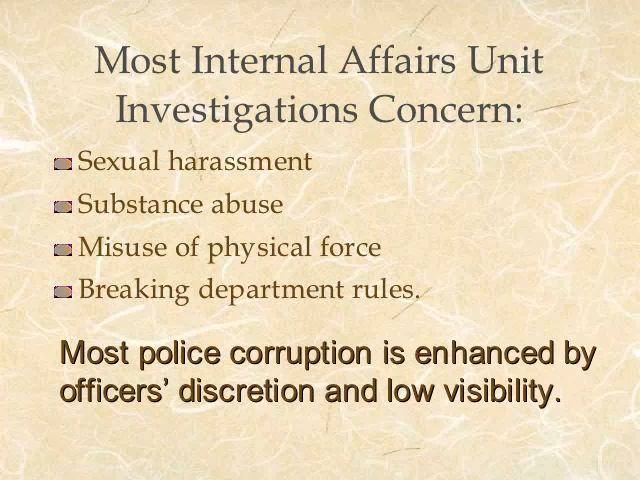 Most Internal Affairs Unit
Investigations Concern:
Sexual harassment
Substance abuse
Misuse of physical force
Breaking department rules.
Most police corruption is enhanced by
officers’ discretion and low visibility.